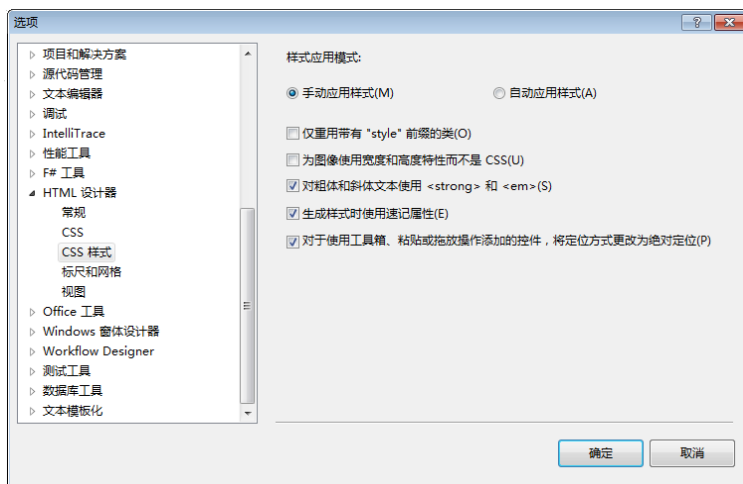 选项
项目和解决方案
源代码管理
文本编辑器
调试
IntelliTrace
性能工具
F# 工具
HTML 设计器
常规
CSS
CSS 样式
标尺和网格
视图
Office 工具
Windows 窗体设计器
Workflow Designer
测试工具
数据库工具
文本模板化
样式应用模式:
手动应用样式(M) 自动应用样式(A)
仅重用带有 "style" 前缀的类(O)
为图像使用宽度和高度特性而不是 CSS(U)
对粗体和斜体文本使用 <strong> 和 <em>(S)
生成样式时使用速记属性(E)
对于使用工具箱、粘贴或拖放操作添加的控件，将定位方式更改为绝对定位(P)
确定 取消